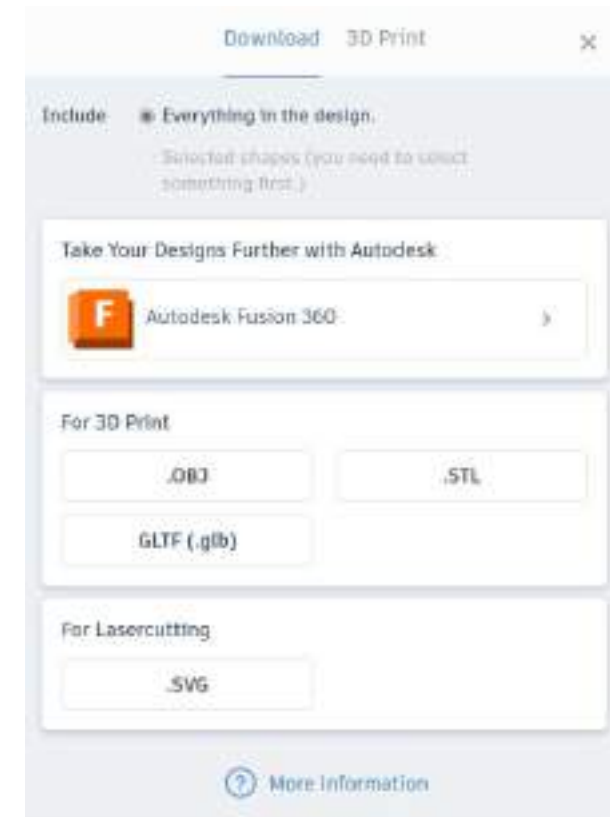 Download 3D Print
Include Everything in the design.
Selected shapes (you need to select
something first.)
Take Your Designs Further with Autodesk
F Autodesk Fusion 360
For 3D Print
.OBJ .STL
GLTF (.glb)
For Lasercutting
.SVG
? More information